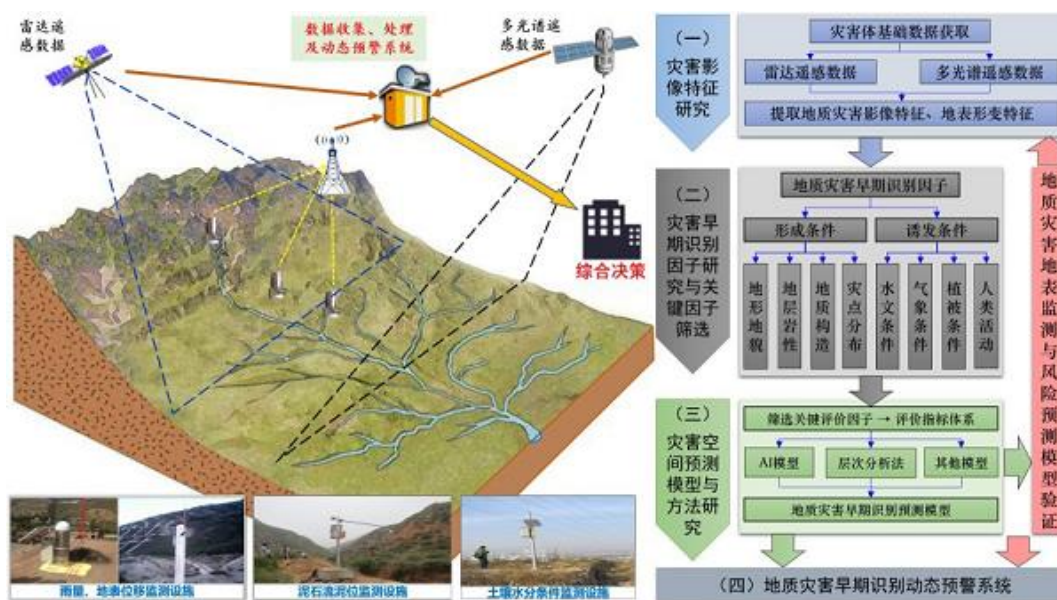 雷达遥
感数据
数据收集、处理
及动态预警系统
多光谱遥
感数据
综合决策
雨量、地表位移监测设施
泥石流泥位监测设施
土壤水分条件监测设施
（一）
灾害影
像特征
研究
灾害体基础数据获取
雷达遥感数据
多光谱遥感数据
提取地质灾害影像特征、地表形变特征
（二）
灾害早
期识别
因子研
究与关
键因子
筛选
地质灾害早期识别因子
形成条件
诱发条件
地形地貌
地层岩性
地质构造
灾点分布
水文条件
气象条件
植被条件
人类活动
（三）
灾害空
间预测
模型与
方法研
究
筛选关键评价因子 → 评价指标体系
AI模型
层次分析法
其他模型
地质灾害早期识别预测模型
地质灾害地表监测与风险预测模型验证
（四）地质灾害早期识别动态预警系统